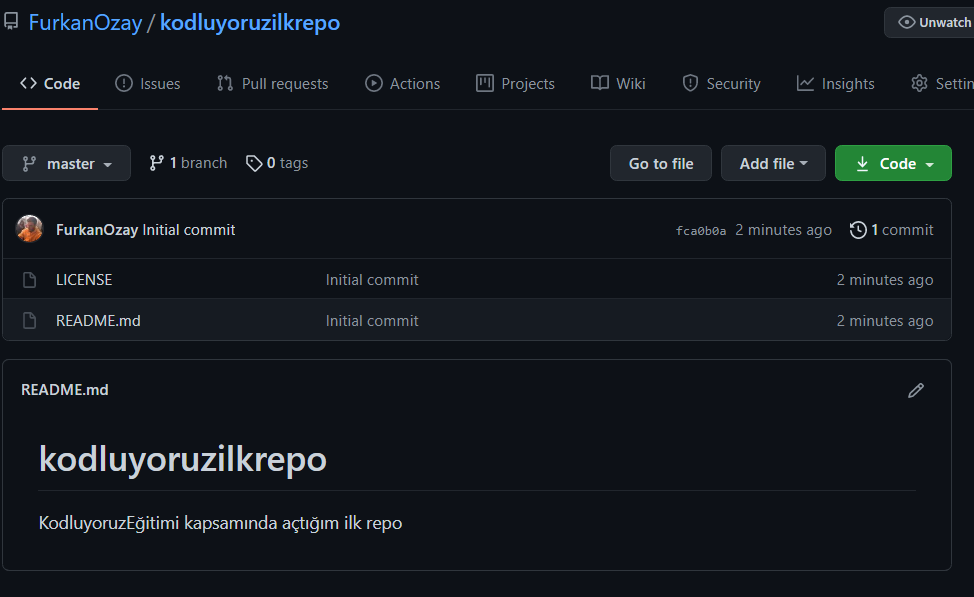 FurkanOzay / kodluyoruzilkrepo
Unwatch
Code Issues Pull requests Actions Projects Wiki Security Insights Settin
master 1 branch 0 tags Go to file Add file Code
FurkanOzay Initial commit fca0b0a 2 minutes ago 1 commit
LICENSE Initial commit 2 minutes ago
README.md Initial commit 2 minutes ago
README.md
kodluyoruzilkrepo
KodluyoruzEğitimi kapsamında açtığım ilk repo